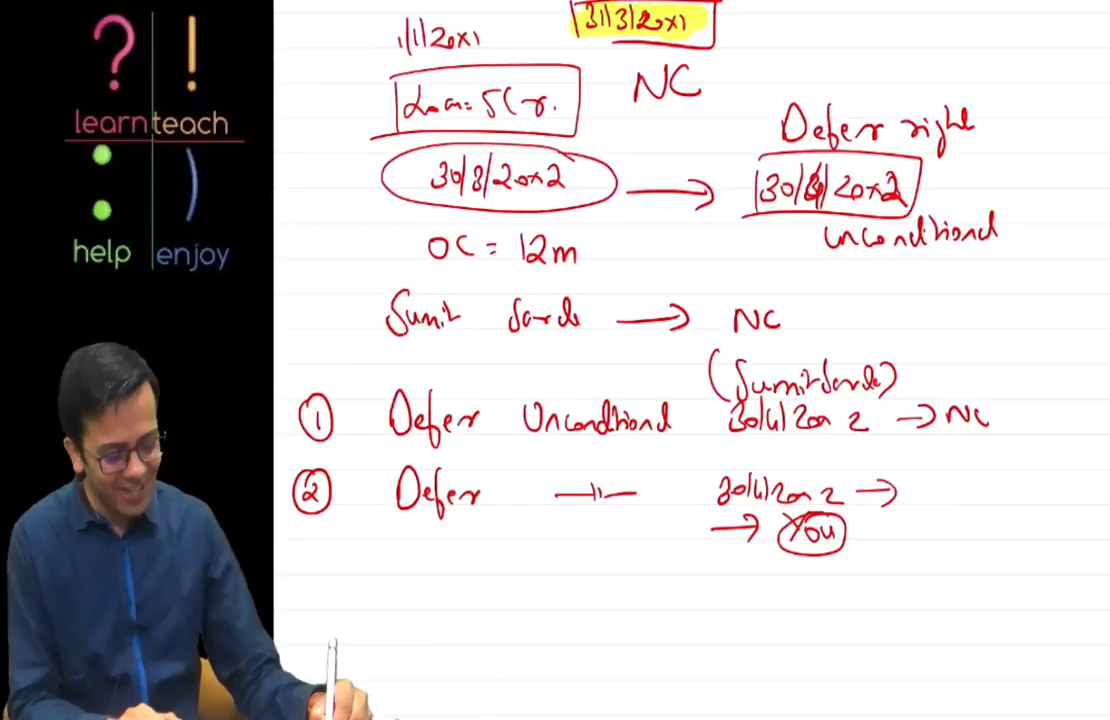 ? !
learn teach
: )
help enjoy
1/1/20x1
31/3/20x1
Loan = 5Cr.
NC
Defer right
30/3/20x2 → 30/4/20x2
unconditional
OC = 12m
Sumit Sarda → NC
(Sumit Sarda)
① Defer Unconditional 30/4/20x2 → NC
② Defer —"— 30/4/20x2 →
→ You